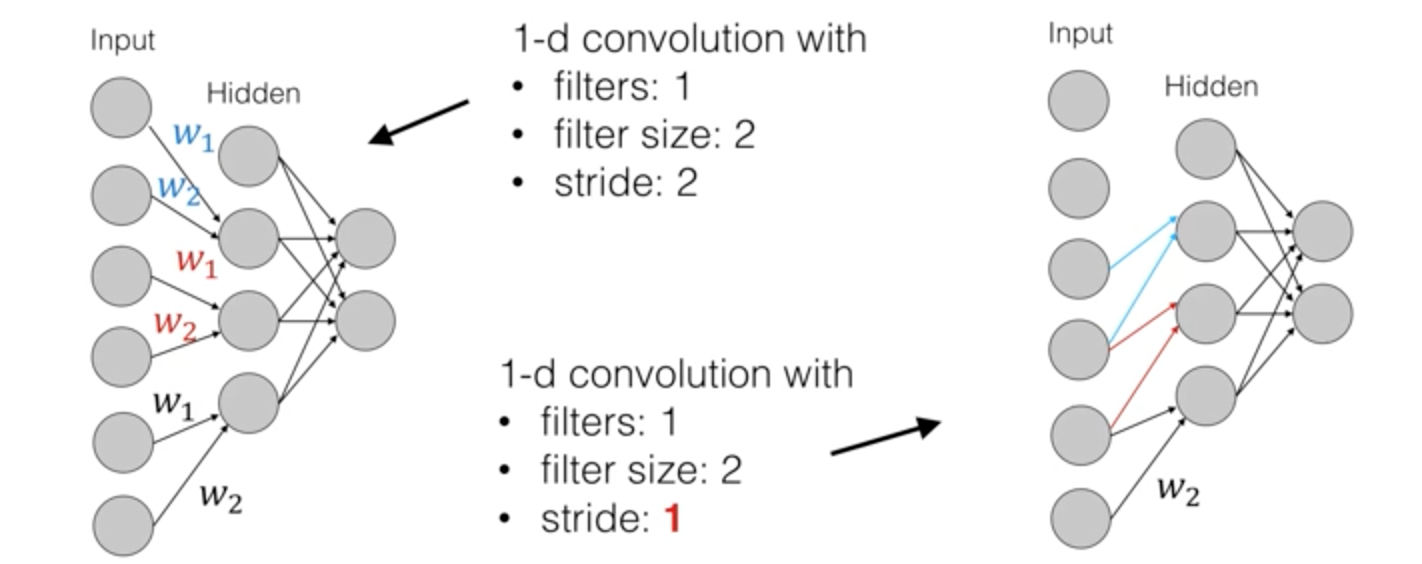 Input
Hidden
w₁
w₂
w₁
w₂
w₁
w₂
1-d convolution with
• filters: 1
• filter size: 2
• stride: 2
1-d convolution with
• filters: 1
• filter size: 2
• stride: 1
Input
Hidden
w₂